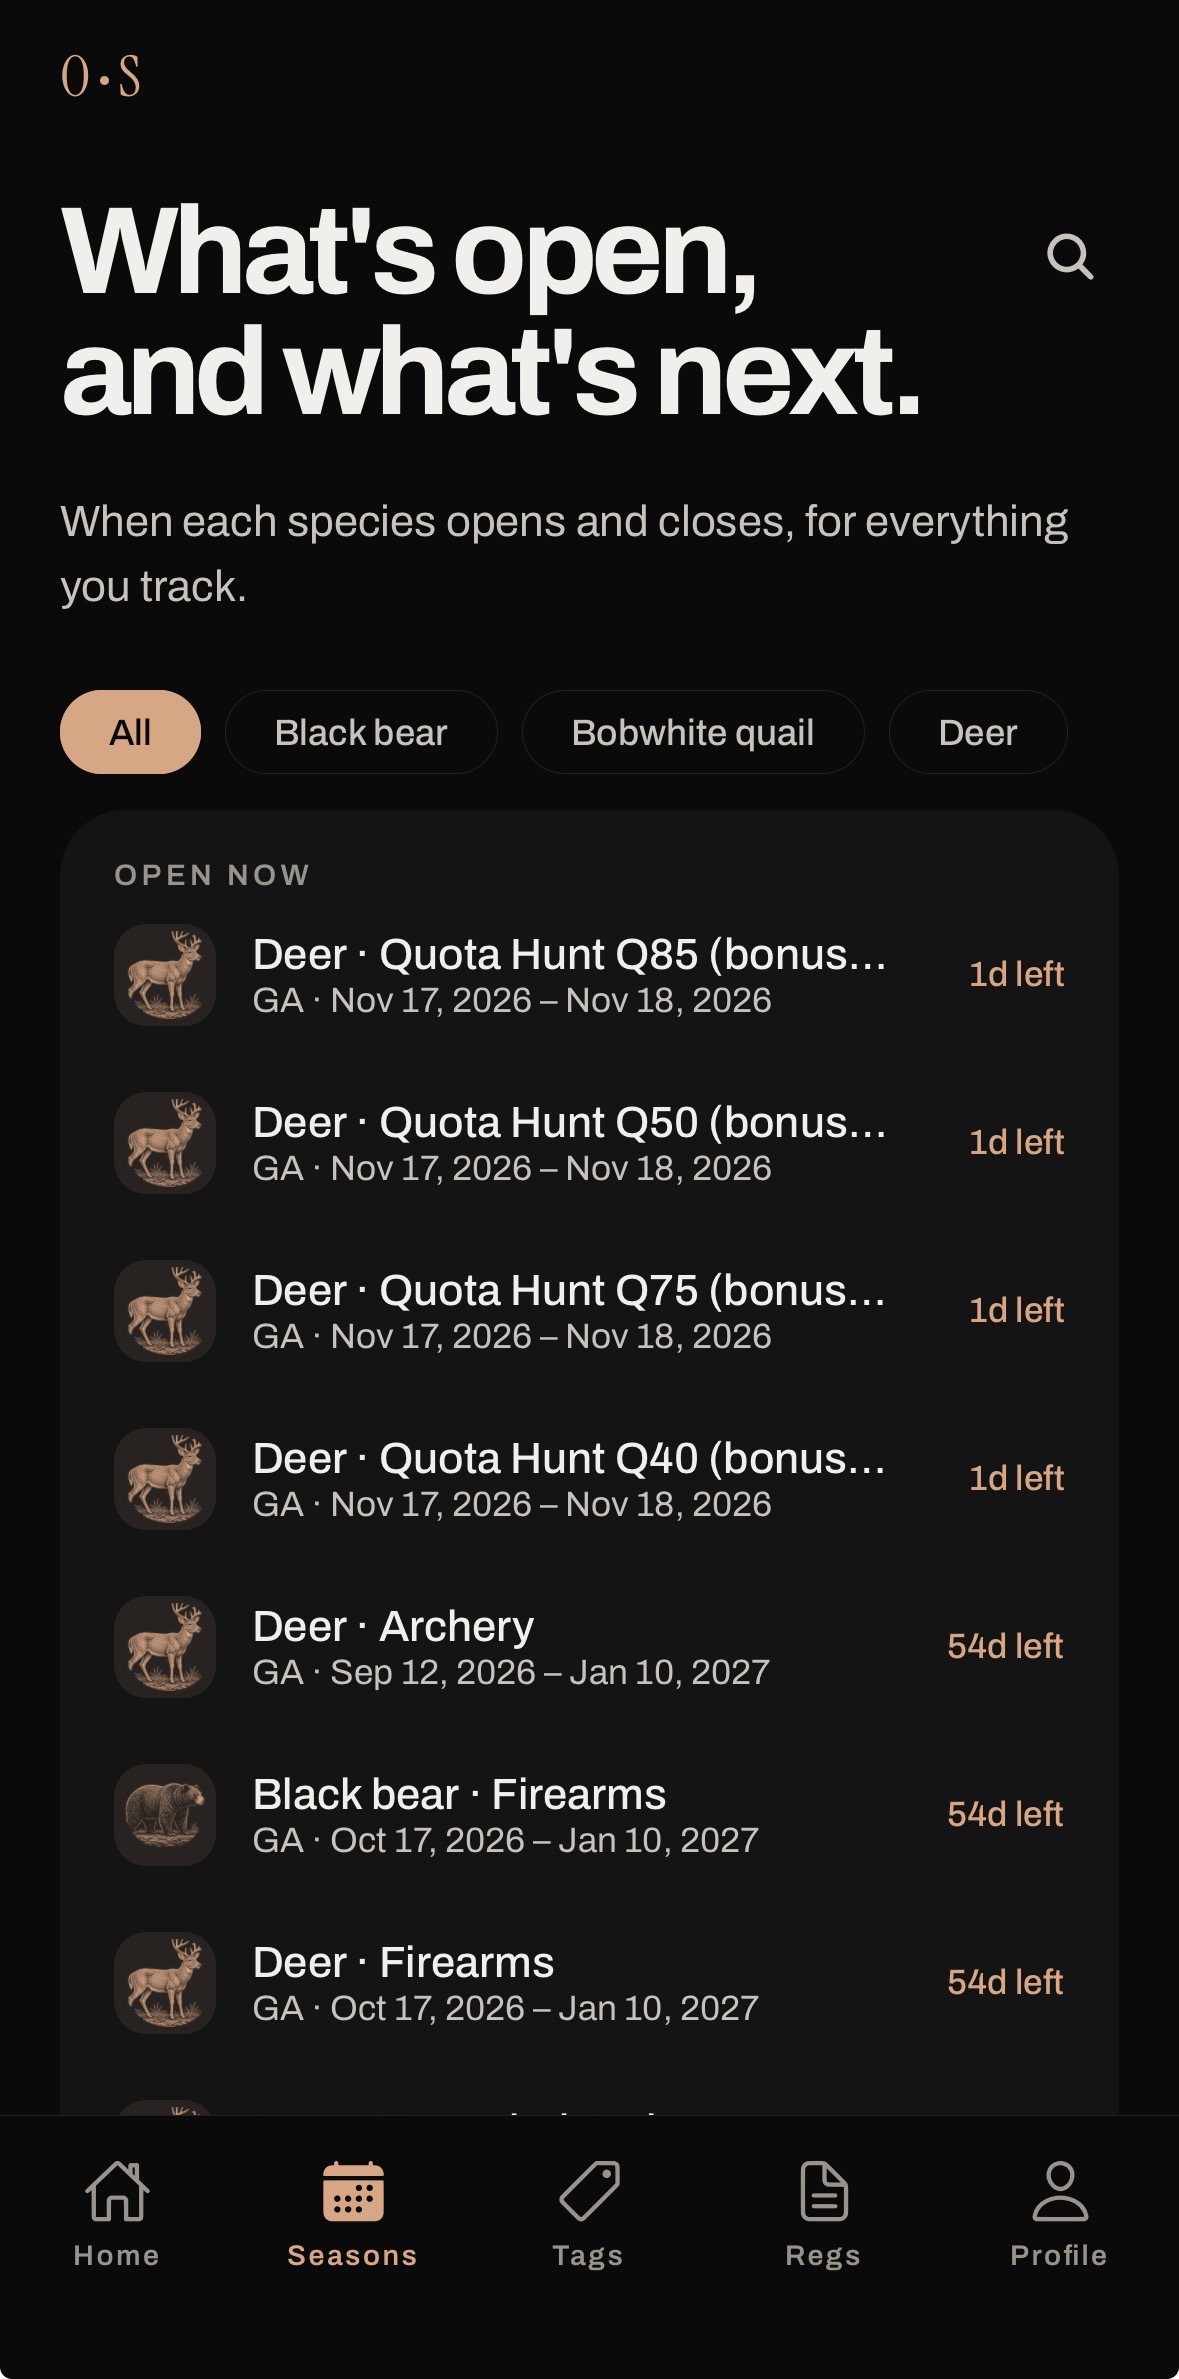 O·S
What's open,
and what's next.
When each species opens and closes, for everything
you track.
All
Black bear
Bobwhite quail
Deer
OPEN NOW
Deer · Quota Hunt Q85 (bonus...
GA · Nov 17, 2026 – Nov 18, 2026
1d left
Deer · Quota Hunt Q50 (bonus...
GA · Nov 17, 2026 – Nov 18, 2026
1d left
Deer · Quota Hunt Q75 (bonus...
GA · Nov 17, 2026 – Nov 18, 2026
1d left
Deer · Quota Hunt Q40 (bonus...
GA · Nov 17, 2026 – Nov 18, 2026
1d left
Deer · Archery
GA · Sep 12, 2026 – Jan 10, 2027
54d left
Black bear · Firearms
GA · Oct 17, 2026 – Jan 10, 2027
54d left
Deer · Firearms
GA · Oct 17, 2026 – Jan 10, 2027
54d left
Home
Seasons
Tags
Regs
Profile